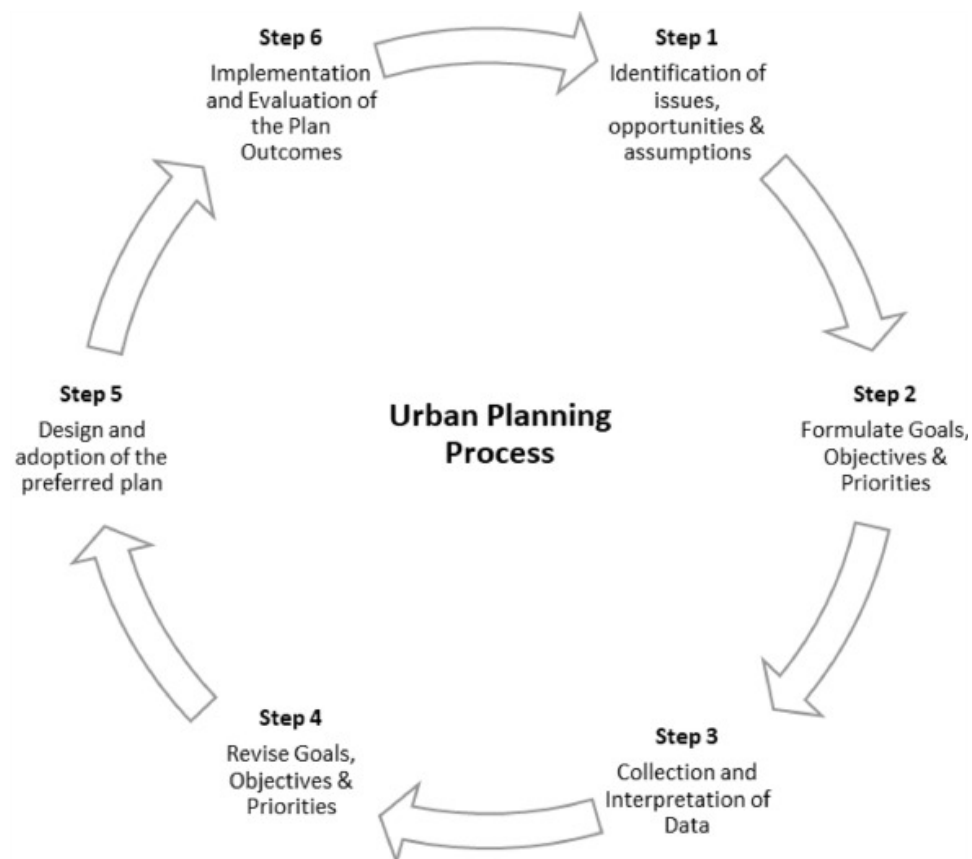 Step 6
Implementation
and Evaluation of
the Plan
Outcomes
Step 1
Identification of
issues,
opportunities &
assumptions
Step 2
Formulate Goals,
Objectives &
Priorities
Step 3
Collection and
Interpretation of
Data
Step 4
Revise Goals,
Objectives &
Priorities
Step 5
Design and
adoption of the
preferred plan
Urban Planning
Process